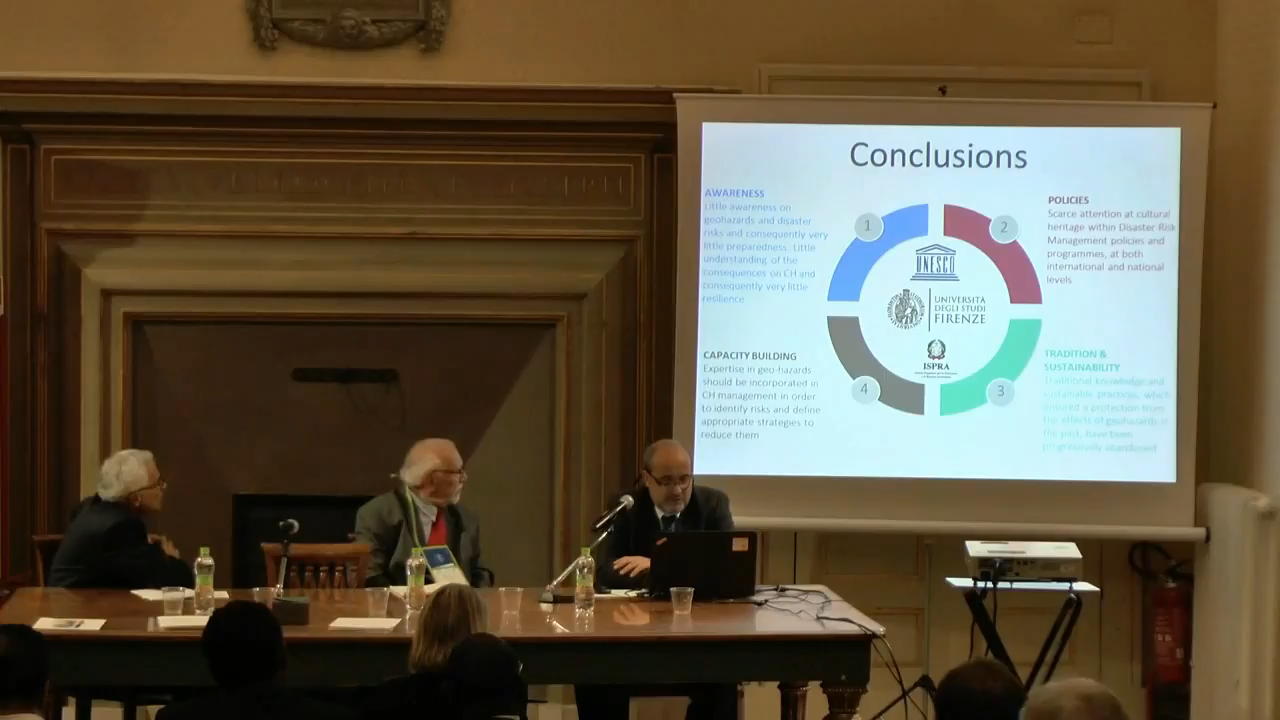 Conclusions
AWARENESS
Little awareness on
geohazards and disaster
risks and consequently very
little preparedness. Little
understanding of the
consequences on CH and
consequently very little
resilience
1
2
POLICIES
Scarce attention at cultural
heritage within Disaster Risk
Management policies and
programmes, at both
international and national
levels
UNESCO
UNIVERSITÀ
DEGLI STUDI
FIRENZE
ISPRA
CAPACITY BUILDING
Expertise in geo-hazards
should be incorporated in
CH management in order
to identify risks and define
appropriate strategies to
reduce them
4
3
TRADITION &
SUSTAINABILITY
Traditional knowledge and
sustainable practices, which
ensured a protection from
the effects of geohazards in
the past, have been
progressively abandoned